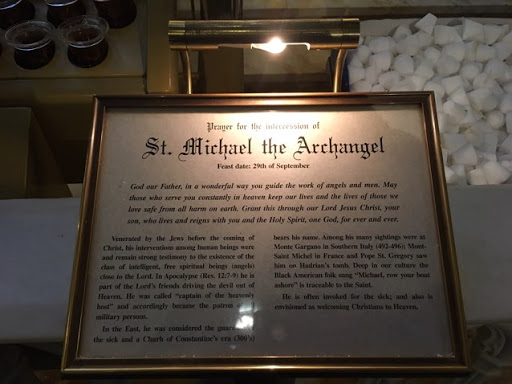 Prayer for the intercession of
St. Michael the Archangel
Feast date: 29th of September
God our Father, in a wonderful way you guide the work of angels and men. May
those who serve you constantly in heaven keep our lives and the lives of those we
love safe from all harm on earth. Grant this through our Lord Jesus Christ, your
son, who lives and reigns with you and the Holy Spirit, one God, for ever and ever.
Venerated by the Jews before the coming of
Christ, his interventions among human beings were
and remain strong testimony to the existence of the
class of intelligent, free spiritual beings (angels)
close to the Lord. In Apocalypse (Rev. 12:7-9) he is
part of the Lord's friends driving the devil out of
Heaven. He was called "captain of the heavenly
host" and accordingly became the patron of
military persons.
In the East, he was considered the
the sick and a Church of Constantine's era (300's)
bears his name. Among his many sightings were at
Monte Gargano in Southern Italy (492-496); Mont-
Saint Michel in France and Pope St. Gregory saw
him on Hadrian's tomb. Deep in our culture the
Black American folk song "Michael, row your boat
ashore" is traceable to the Saint.
He is often invoked for the sick; and also is
envisioned as welcoming Christians to Heaven.